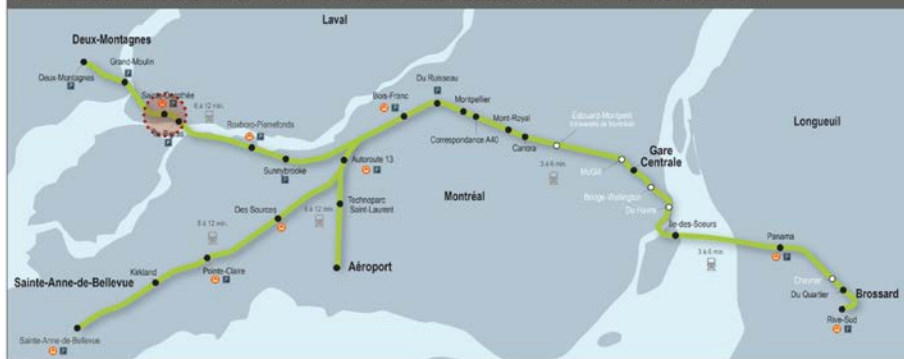 Laval
Deux-Montagnes
Grand-Moulin
Deux-Montagnes
P
Sainte-Dorothée
P
6 à 12 min.
Roxboro-Pierrefonds
P
Sunnybrooke
P
Bois-Franc
P
Du Ruisseau
P
Montpellier
Correspondance A40
Mont-Royal
Canora
Édouard-Montpetit
(Université de Montréal)
3 à 6 min.
McGill
Gare
Centrale
Longueuil
Autoroute 13
P
Montréal
Bridge-Wellington
Du Havre
Île-des-Soeurs
3 à 6 min.
Panama
P
Chevrier
Du Quartier
Brossard
Rive-Sud
P
Technoparc
Saint-Laurent
Aéroport
Des Sources
6 à 12 min.
6 à 12 min.
Pointe-Claire
P
Kirkland
Sainte-Anne-de-Bellevue
Sainte-Anne-de-Bellevue
P